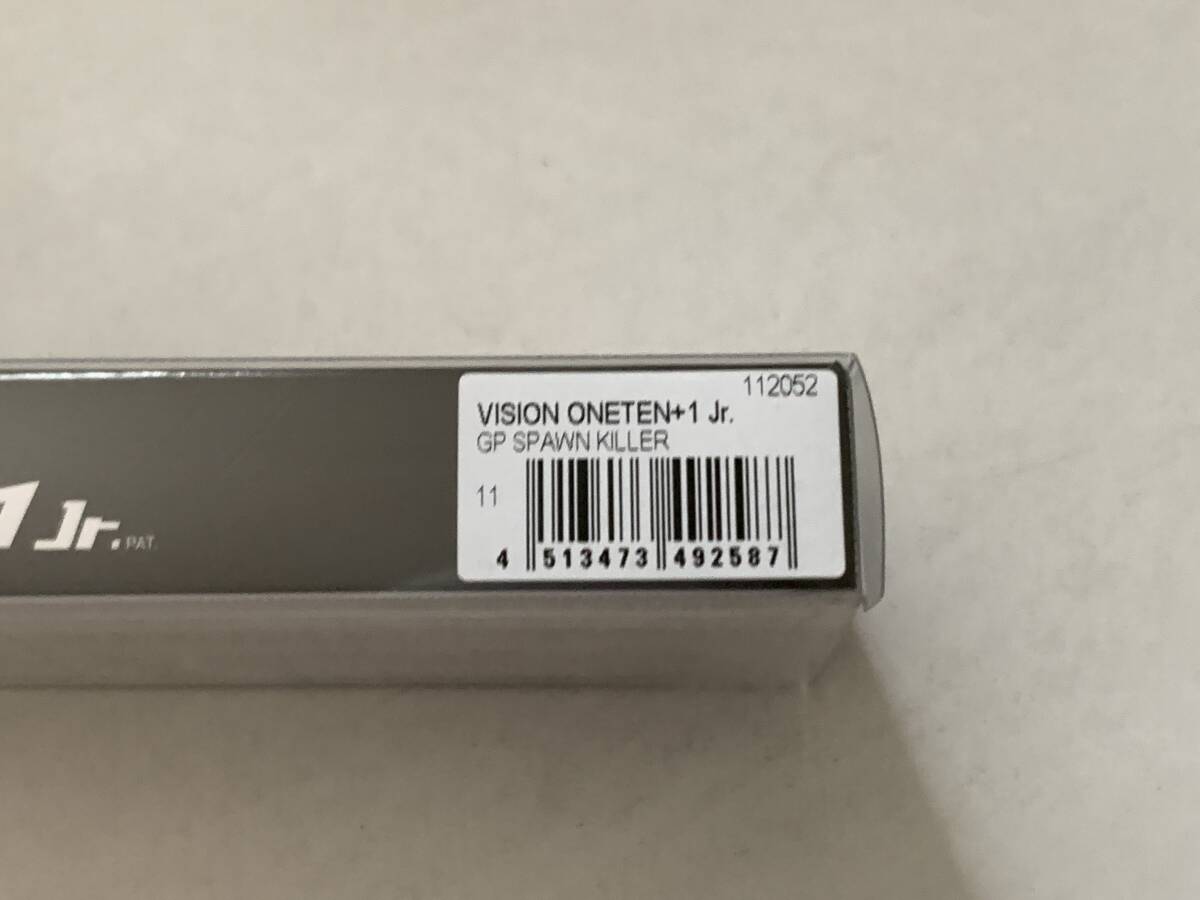 112052
VISION ONETEN+1 Jr.
GP SPAWN KILLER
11
4 513473 492587
1 Jr. PAT.